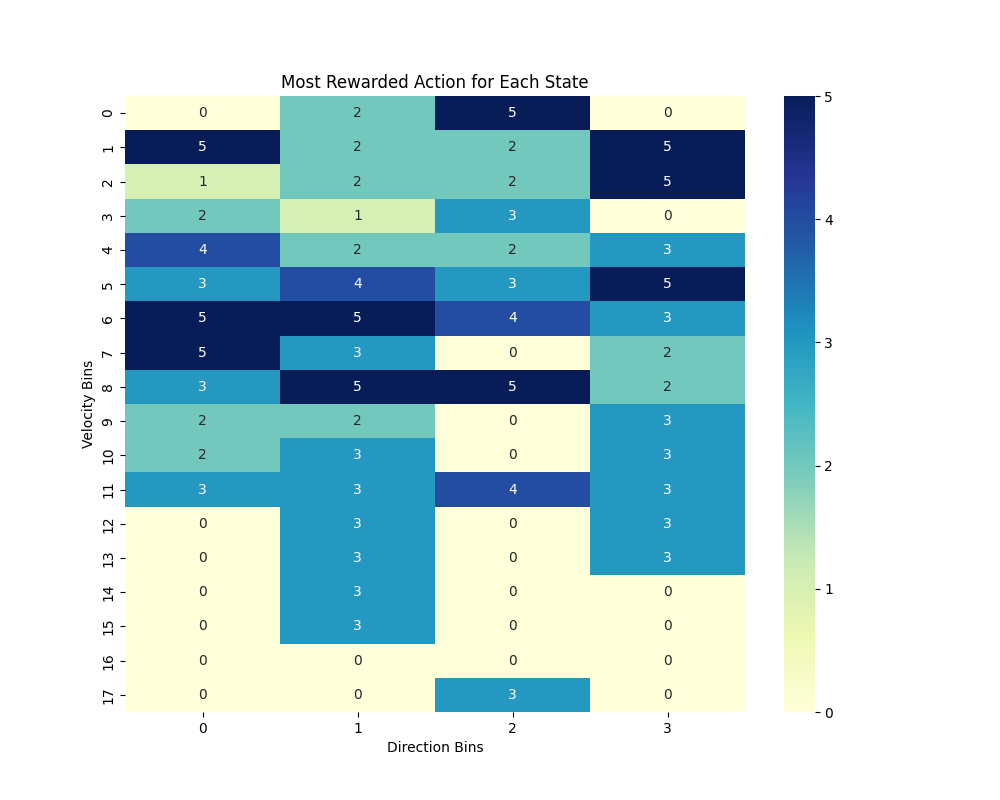 Most Rewarded Action for Each State
0 0 2 5 0
1 5 2 2 5
2 1 2 2 5
3 2 1 3 0
4 4 2 2 3
5 3 4 3 5
6 5 5 4 3
7 5 3 0 2
8 3 5 5 2
9 2 2 0 3
10 2 3 0 3
11 3 3 4 3
12 0 3 0 3
13 0 3 0 3
14 0 3 0 0
15 0 3 0 0
16 0 0 0 0
17 0 0 3 0
0 1 2 3
Velocity Bins
Direction Bins
5
4
3
2
1
0